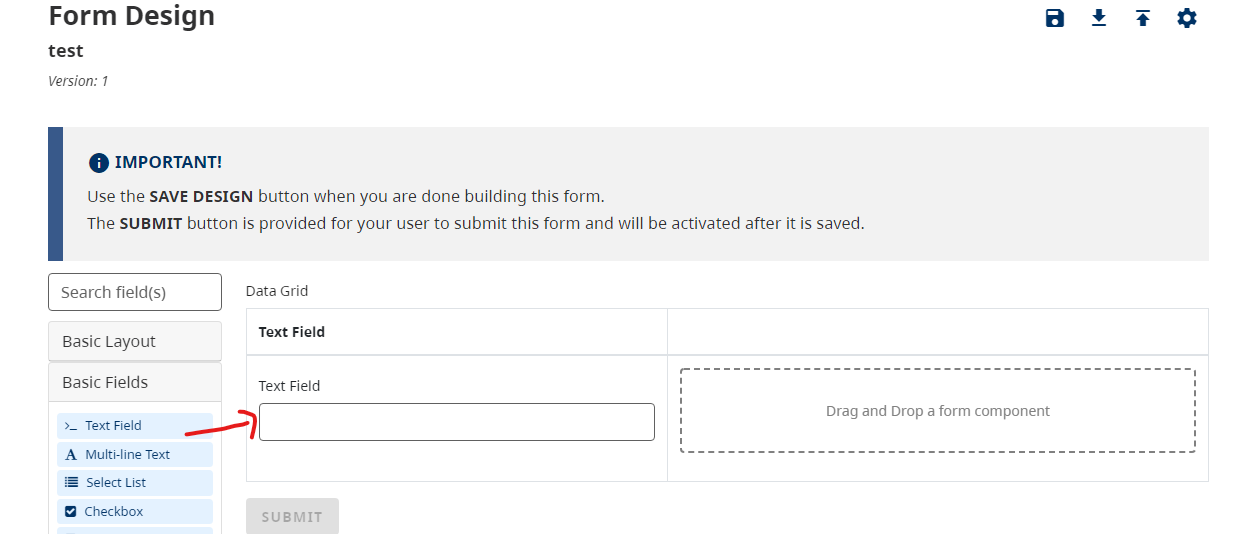 Form Design
test
Version: 1
IMPORTANT!
Use the SAVE DESIGN button when you are done building this form.
The SUBMIT button is provided for your user to submit this form and will be activated after it is saved.
Search field(s)
Basic Layout
Basic Fields
Text Field
Multi-line Text
Select List
Checkbox
Data Grid
Text Field
Text Field
Drag and Drop a form component
SUBMIT